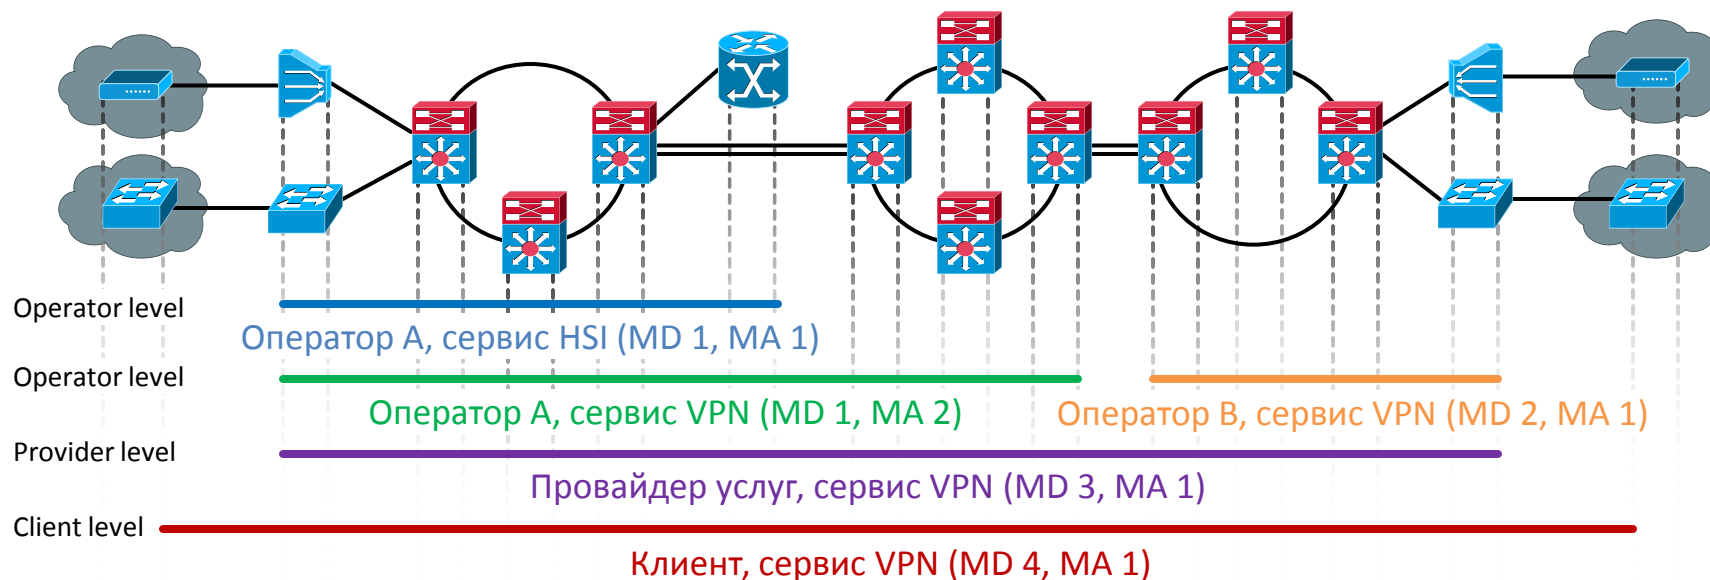 Operator level
Оператор А, сервис HSI (MD 1, MA 1)
Operator level
Оператор А, сервис VPN (MD 1, MA 2)
Оператор В, сервис VPN (MD 2, MA 1)
Provider level
Провайдер услуг, сервис VPN (MD 3, MA 1)
Client level
Клиент, сервис VPN (MD 4, MA 1)